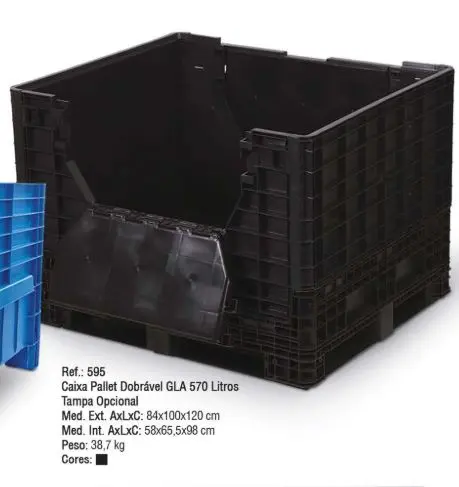 Ref.: 595
Caixa Pallet Dobrável GLA 570 Litros
Tampa Opcional
Med. Ext. AxLxC: 84x100x120 cm
Med. Int. AxLxC: 58x65,5x98 cm
Peso: 38,7 kg
Cores: ■